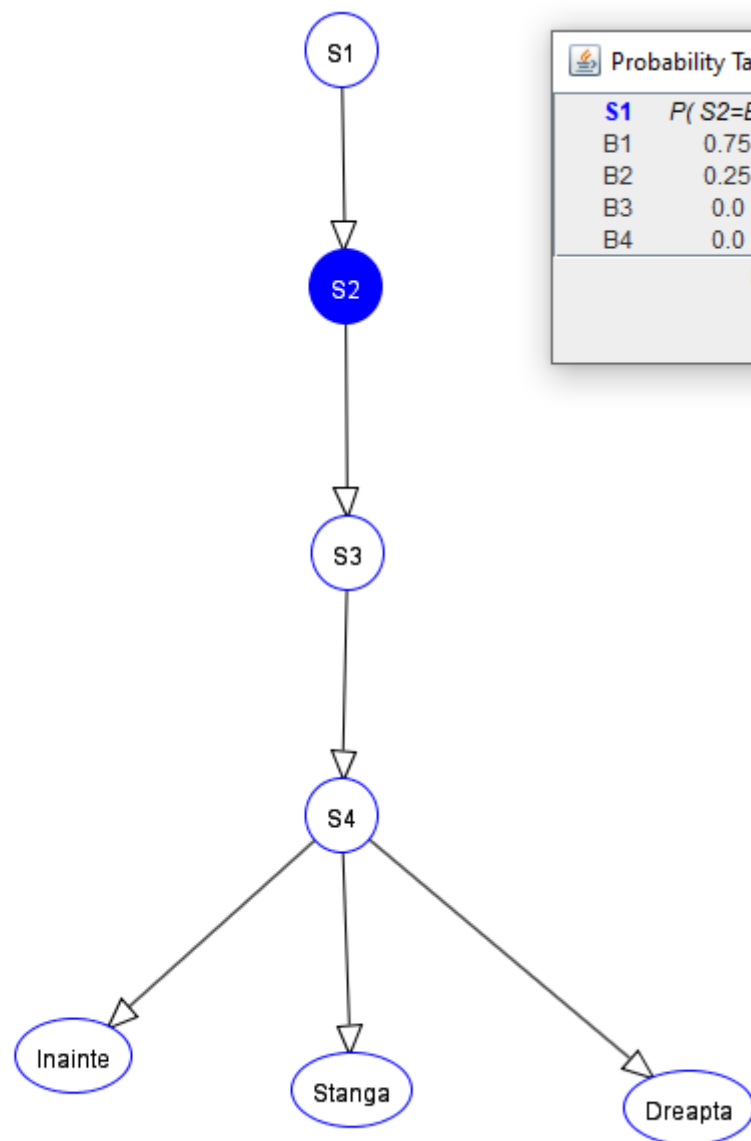 S1
Probability Ta
S1 P( S2=B
B1 0.75
B2 0.25
B3 0.0
B4 0.0
S2
S3
S4
Inainte
Stanga
Dreapta